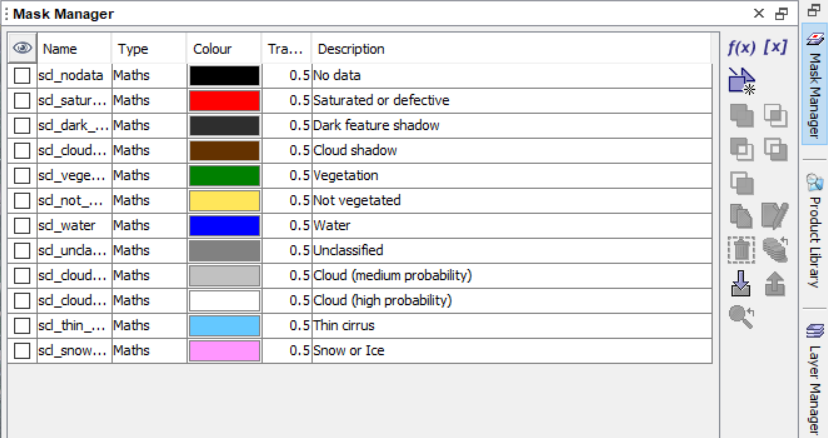 Mask Manager
Name Type Colour Tra... Description
scl_nodata Maths 0.5 No data
scl_satur... Maths 0.5 Saturated or defective
scl_dark_... Maths 0.5 Dark feature shadow
scl_cloud... Maths 0.5 Cloud shadow
scl_vege... Maths 0.5 Vegetation
scl_not_... Maths 0.5 Not vegetated
scl_water Maths 0.5 Water
scl_uncla... Maths 0.5 Unclassified
scl_cloud... Maths 0.5 Cloud (medium probability)
scl_cloud... Maths 0.5 Cloud (high probability)
scl_thin_... Maths 0.5 Thin cirrus
scl_snow... Maths 0.5 Snow or Ice
f(x) [x]
Mask Manager
Product Library
Layer Manager